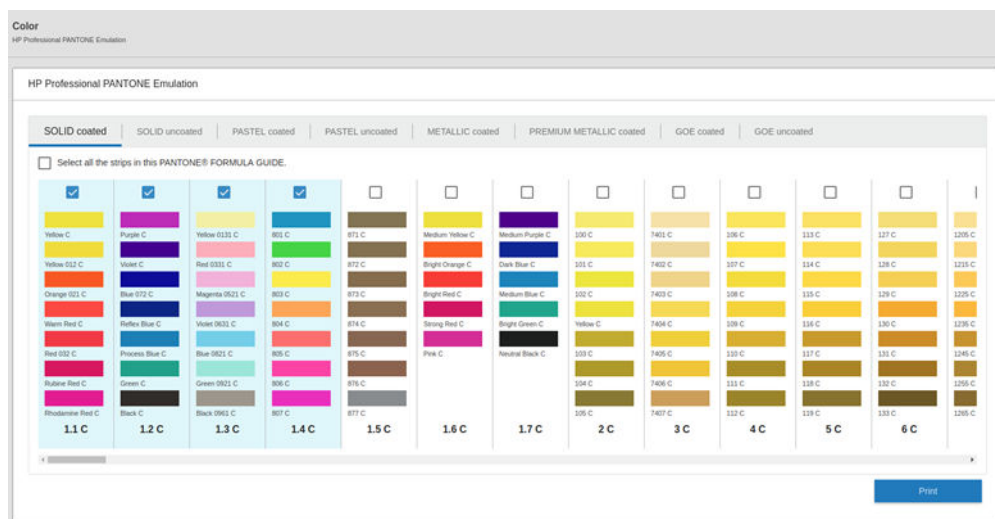 Color
HP Professional PANTONE Emulation
HP Professional PANTONE Emulation
SOLID coated SOLID uncoated PASTEL coated PASTEL uncoated METALLIC coated PREMIUM METALLIC coated GOE coated GOE uncoated
Select all the strips in this PANTONE® FORMULA GUIDE.
Yellow C Purple C Yellow 0131 C 801 C 871 C Medium Yellow C Medium Purple C 100 C 7401 C 106 C 113 C 127 C 1205 C
Yellow 012 C Violet C Red 0331 C 802 C 872 C Bright Orange C Dark Blue C 101 C 7402 C 107 C 114 C 128 C 1215 C
Orange 021 C Blue 072 C Magenta 0521 C 803 C 873 C Bright Red C Medium Blue C 102 C 7403 C 108 C 115 C 129 C 1225 C
Warm Red C Reflex Blue C Violet 0631 C 804 C 874 C Strong Red C Bright Green C Yellow C 7404 C 109 C 116 C 130 C 1235 C
Red 032 C Process Blue C Blue 0821 C 805 C 875 C Pink C Neutral Black C 103 C 7405 C 110 C 117 C 131 C 1245 C
Rubine Red C Green C Green 0921 C 806 C 876 C 104 C 7406 C 111 C 118 C 132 C 1255 C
Rhodamine Red C Black C Black 0961 C 807 C 877 C 105 C 7407 C 112 C 119 C 133 C 1265 C
1.1 C 1.2 C 1.3 C 1.4 C 1.5 C 1.6 C 1.7 C 2 C 3 C 4 C 5 C 6 C
Print